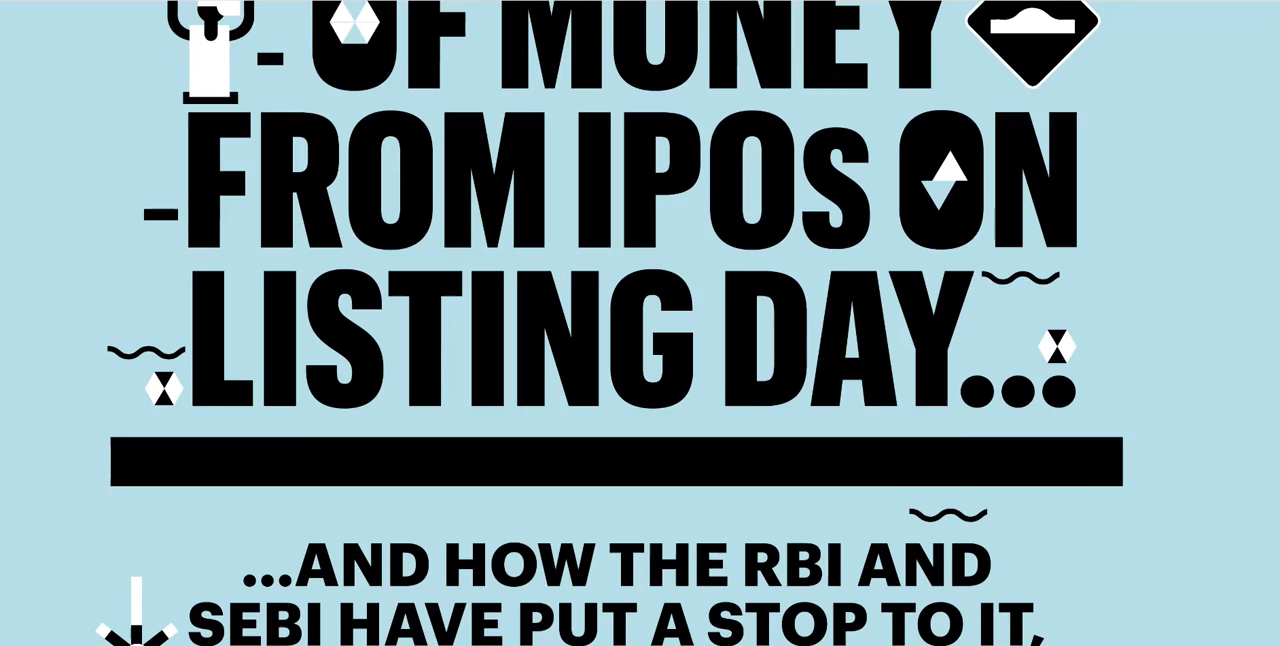 - OF MONEY
-FROM IPOs ON
LISTING DAY...
...AND HOW THE RBI AND
SEBI HAVE PUT A STOP TO IT,